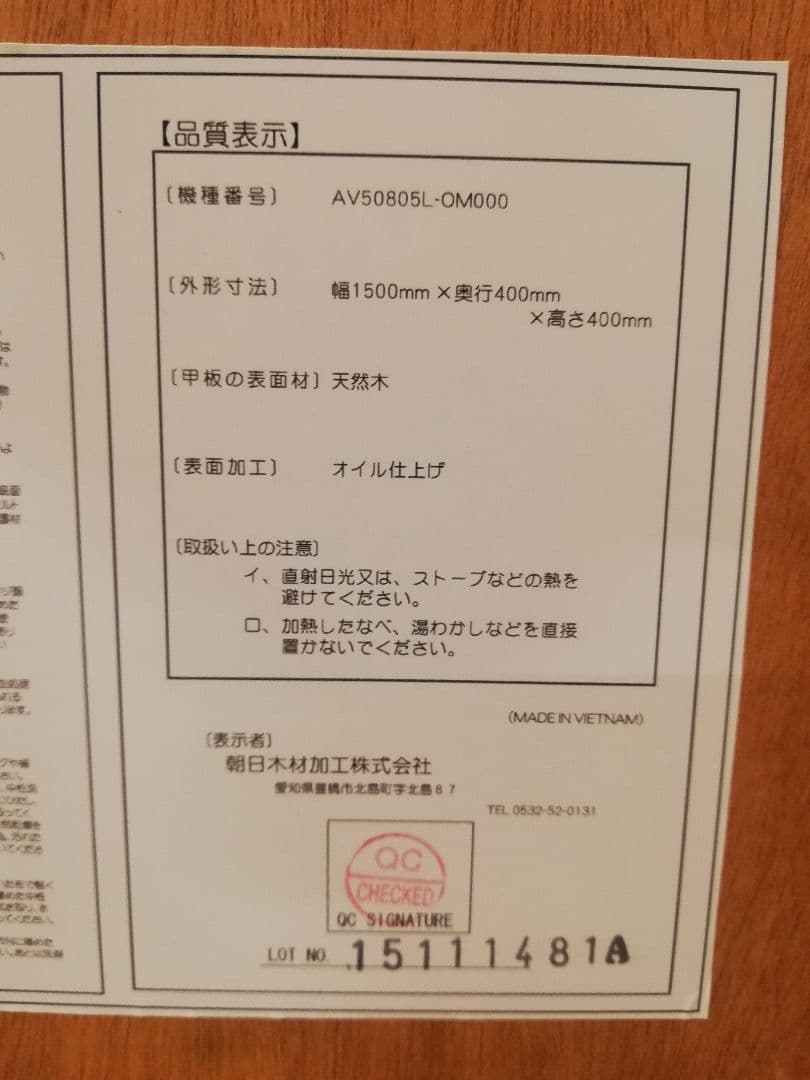 【品質表示】
〔機種番号〕 AV50805L-OM000
〔外形寸法〕 幅1500mm×奥行400mm
×高さ400mm
〔甲板の表面材〕 天然木
〔表面加工〕 オイル仕上げ
〔取扱い上の注意〕
イ、直射日光又は、ストーブなどの熱を
避けてください。
ロ、加熱したなべ、湯わかしなどを直接
置かないでください。
(MADE IN VIETNAM)
〔表示者〕
朝日木材加工株式会社
愛知県豊橋市北島町字北島87
TEL 0532-52-0131
QC
CHECKED
QC SIGNATURE
LOT NO .15111481A